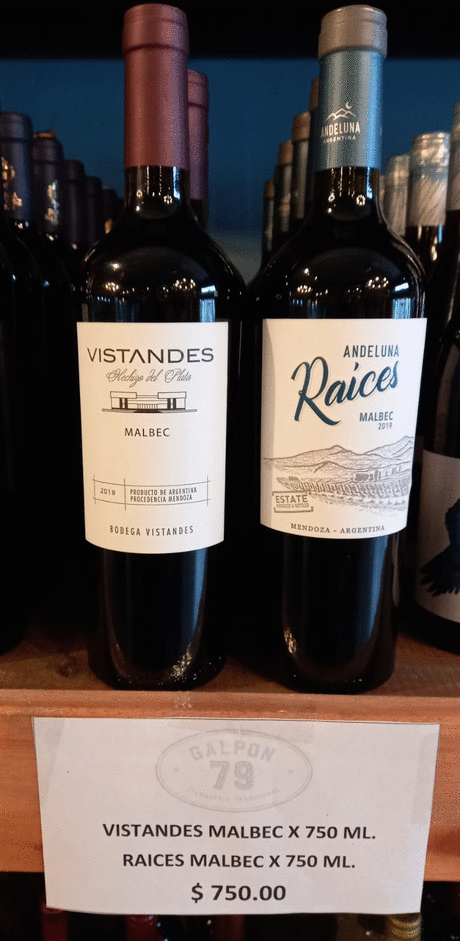 ANDELUNA
ARGENTINA
VISTANDES
Hechizo del Plata
MALBEC
2019
PRODUCTO DE ARGENTINA
PROCEDENCIA MENDOZA
BODEGA VISTANDES
ANDELUNA
Raíces
MALBEC
2019
ESTATE
MENDOZA - ARGENTINA
GALPON
79
VISTANDES MALBEC X 750 ML.
RAICES MALBEC X 750 ML.
$ 750.00